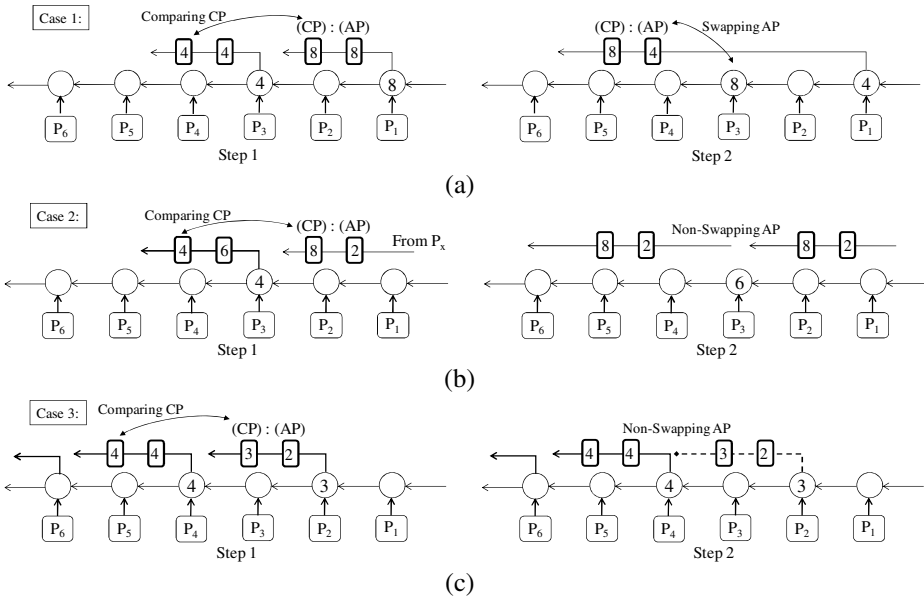 Case 1:
Comparing CP
(CP) : (AP)
4 4 8 8
4 8
P6 P5 P4 P3 P2 P1
Step 1
(CP) : (AP)
Swapping AP
8 4
8 4
P6 P5 P4 P3 P2 P1
Step 2
(a)
Case 2:
Comparing CP
(CP) : (AP)
From Px
4 6 8 2
4
P6 P5 P4 P3 P2 P1
Step 1
Non-Swapping AP
8 2 8 2
6
P6 P5 P4 P3 P2 P1
Step 2
(b)
Case 3:
Comparing CP
(CP) : (AP)
4 4 3 2
4 3
P6 P5 P4 P3 P2 P1
Step 1
Non-Swapping AP
4 4 3 2
4 3
P6 P5 P4 P3 P2 P1
Step 2
(c)